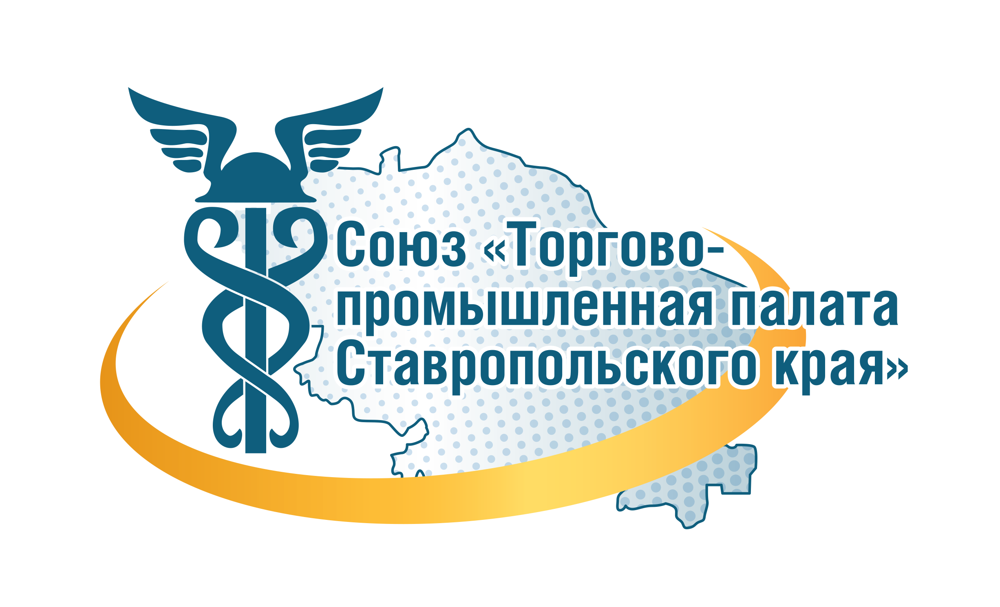 Союз «Торгово-
промышленная палата
Ставропольского края»